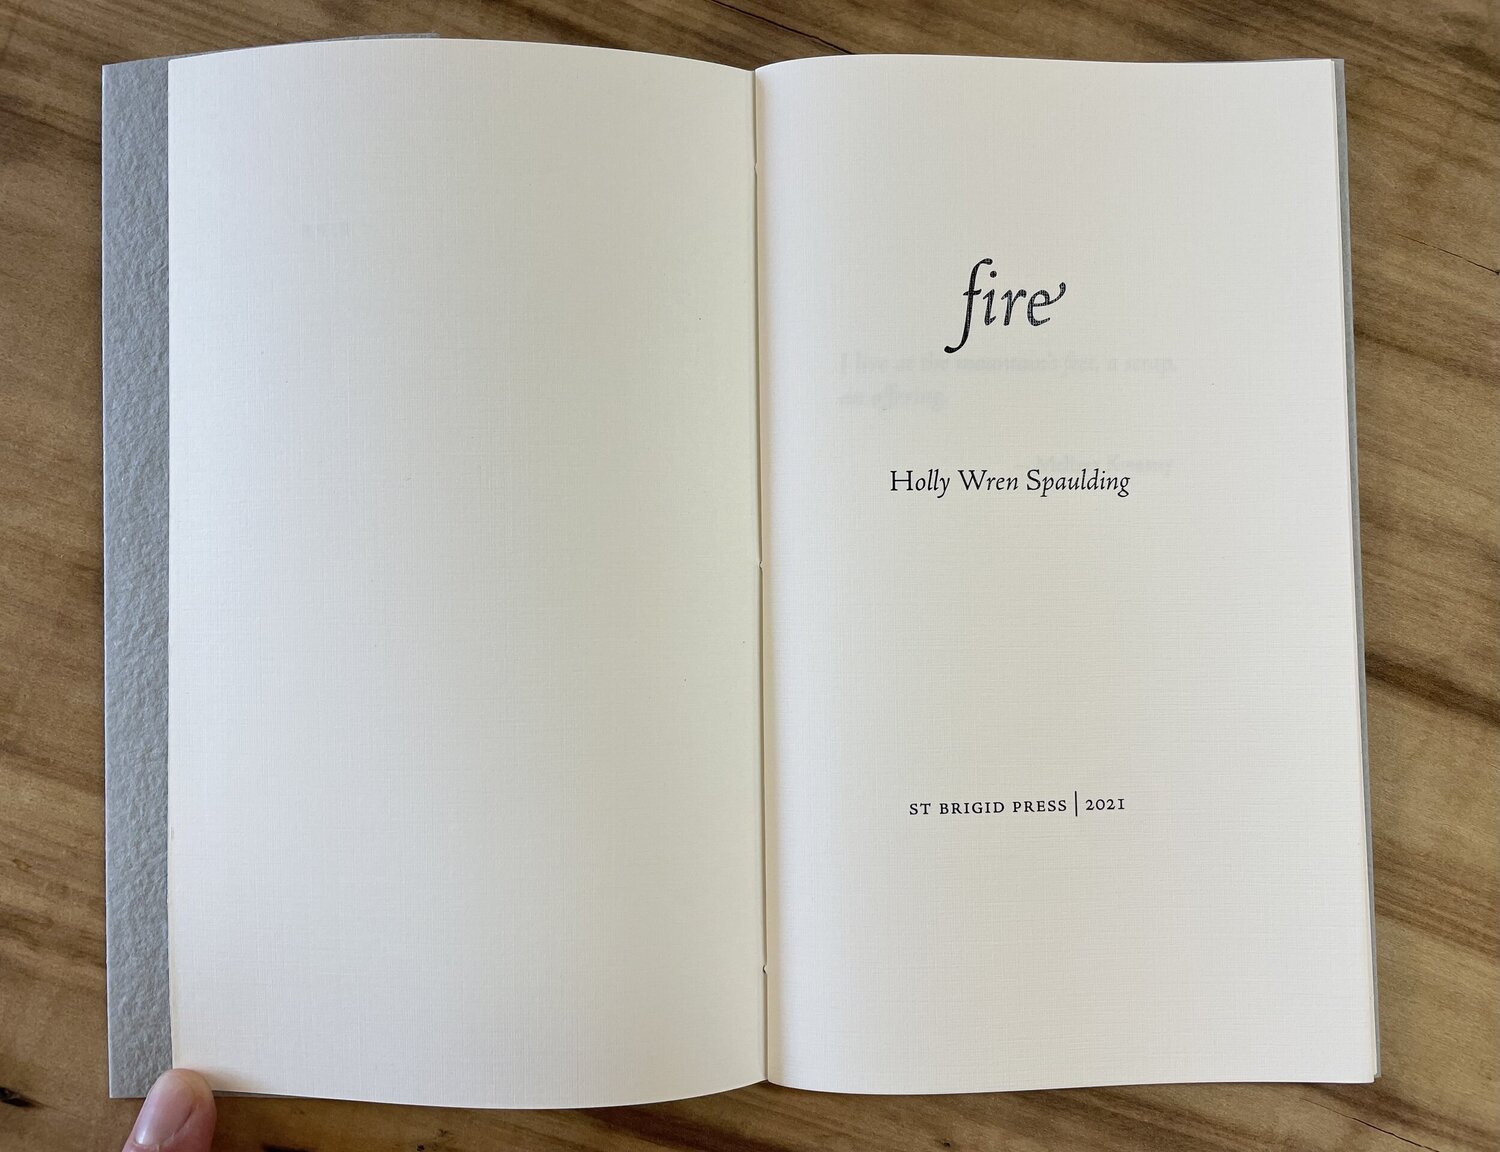 fire
Holly Wren Spaulding
ST BRIGID PRESS | 2021